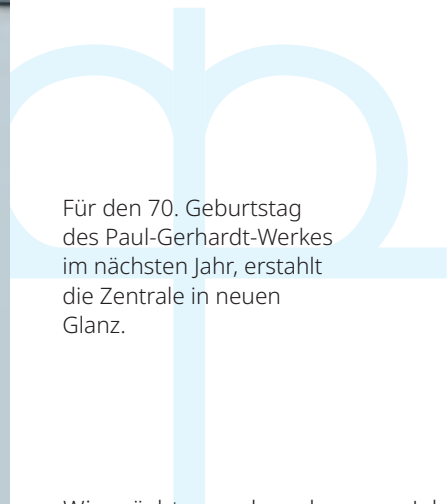 Für den 70. Geburtstag
des Paul-Gerhardt-Werkes
im nächsten Jahr, erstahlt
die Zentrale in neuen
Glanz.